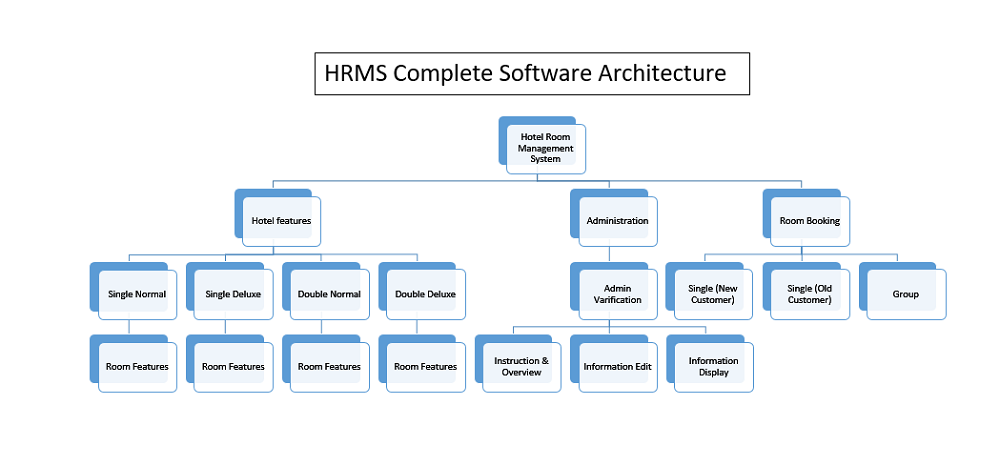 HRMS Complete Software Architecture
Hotel Room
Management
System
Hotel features
Administration
Room Booking
Single Normal
Single Deluxe
Double Normal
Double Deluxe
Admin
Varification
Single (New
Customer)
Single (Old
Customer)
Group
Room Features
Room Features
Room Features
Room Features
Instruction &
Overview
Information Edit
Information
Display